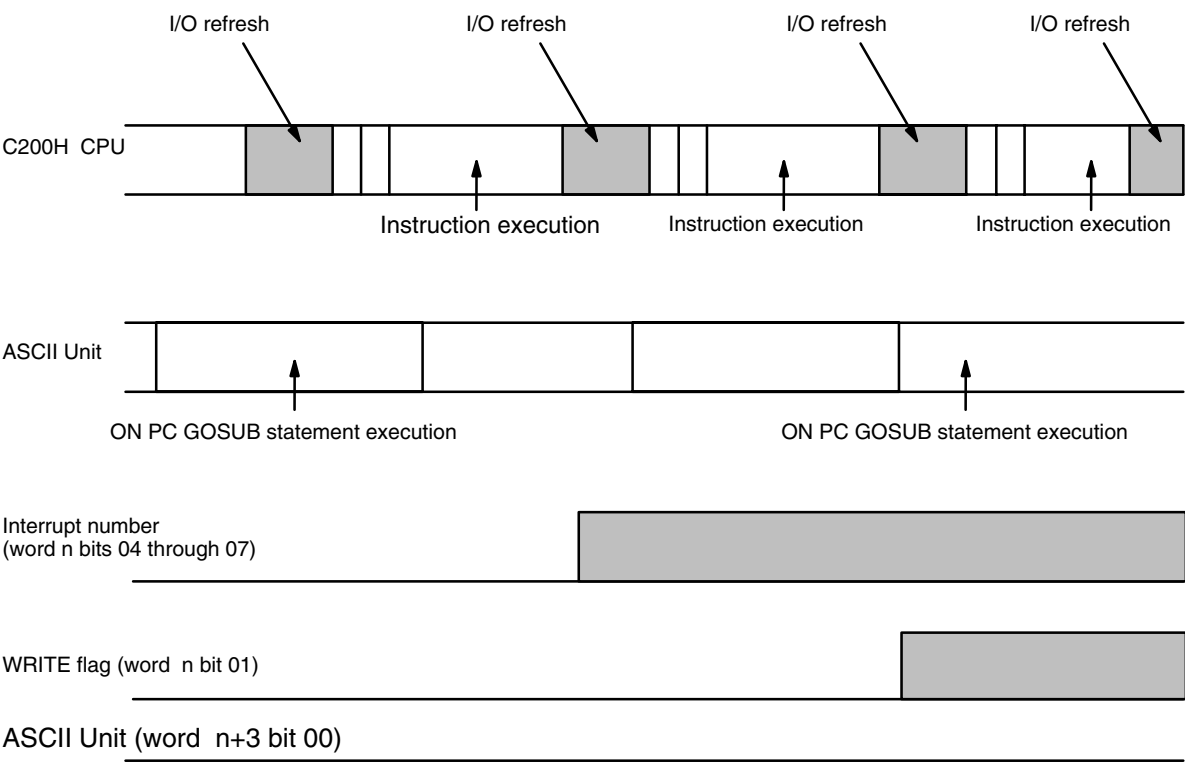 I/O refresh
I/O refresh
I/O refresh
I/O refresh
C200H CPU
Instruction execution
Instruction execution
Instruction execution
ASCII Unit
ON PC GOSUB statement execution
ON PC GOSUB statement execution
Interrupt number
(word n bits 04 through 07)
WRITE flag (word n bit 01)
ASCII Unit (word n+3 bit 00)